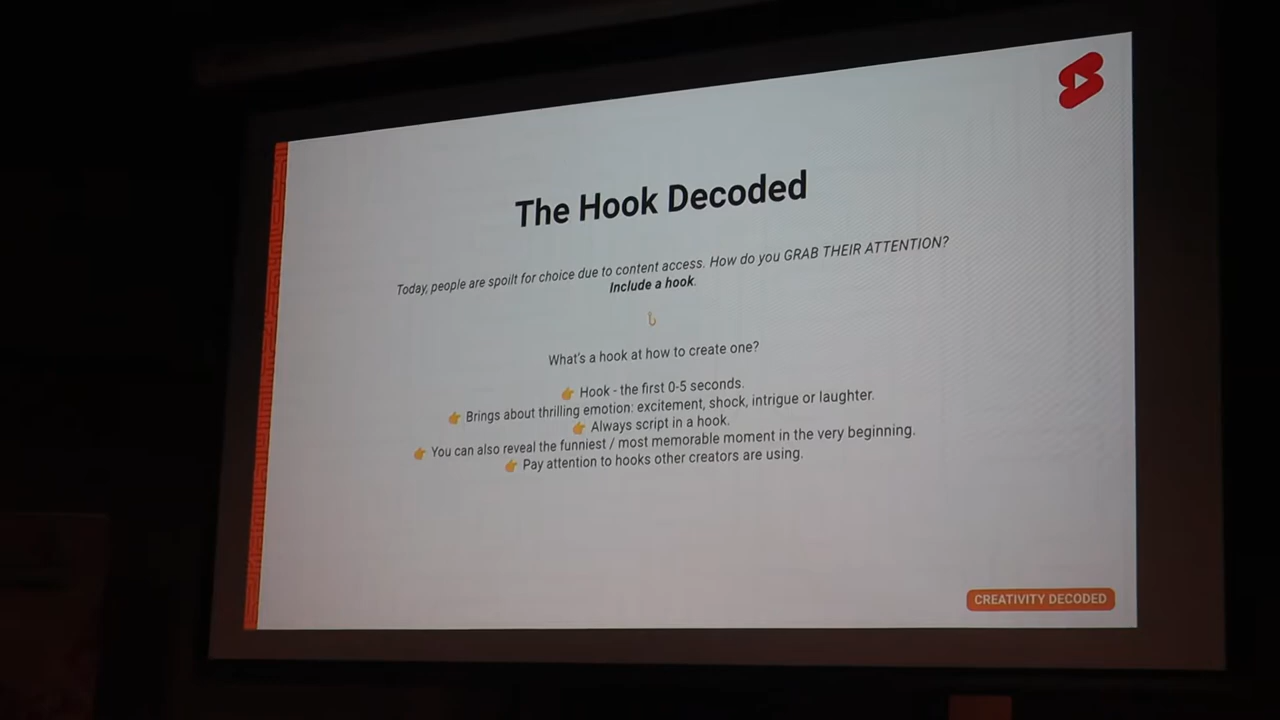 The Hook Decoded
Today, people are spoilt for choice due to content access. How do you GRAB THEIR ATTENTION?
Include a hook.
What's a hook at how to create one?
👉 Hook - the first 0-5 seconds.
👉 Brings about thrilling emotion: excitement, shock, intrigue or laughter.
👉 Always script in a hook.
👉 You can also reveal the funniest / most memorable moment in the very beginning.
👉 Pay attention to hooks other creators are using.
CREATIVITY DECODED